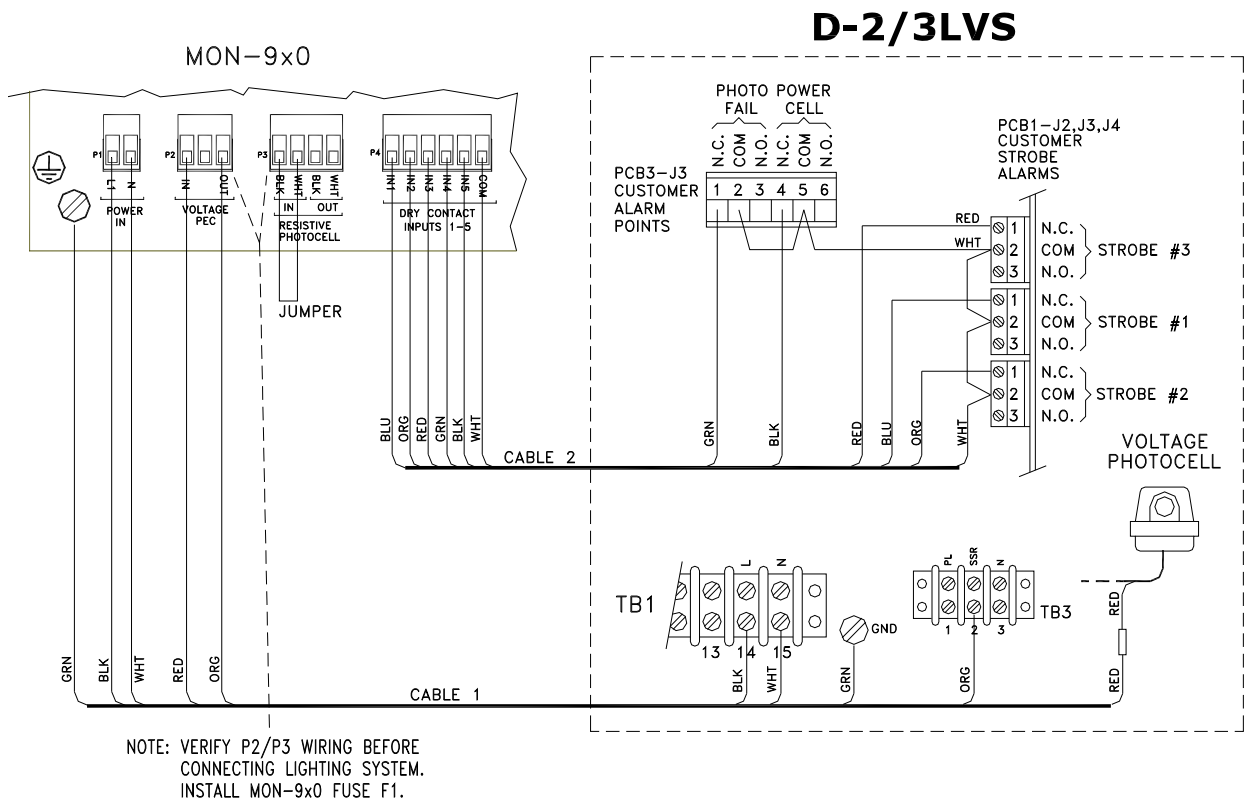 D-2/3LVS
MON-9x0
PHOTO POWER
FAIL CELL
N.C. COM N.O. N.C. COM N.O.
PCB3-J3
CUSTOMER
ALARM
POINTS
1 2 3 4 5 6
PCB1-J2,J3,J4
CUSTOMER
STROBE
ALARMS
P1
P2
P3
P4
L1 N
IN OUT
BLK WHT BLK WHT
IN1 IN2 IN3 IN4 IN5 COM
POWER
IN
VOLTAGE
PEC
IN OUT
RESISTIVE
PHOTOCELL
DRY CONTACT
INPUTS 1-5
JUMPER
RED
WHT
1 N.C.
2 COM STROBE #3
3 N.O.
1 N.C.
2 COM STROBE #1
3 N.O.
1 N.C.
2 COM STROBE #2
3 N.O.
BLU ORG RED GRN BLK WHT
GRN BLK RED BLU ORG WHT
CABLE 2
VOLTAGE
PHOTOCELL
TB1
L N
13 14 15
GND
PL SSR N
1 2 3
TB3
RED
GRN BLK WHT RED ORG
BLK WHT GRN ORG RED
CABLE 1
NOTE: VERIFY P2/P3 WIRING BEFORE
CONNECTING LIGHTING SYSTEM.
INSTALL MON-9x0 FUSE F1.